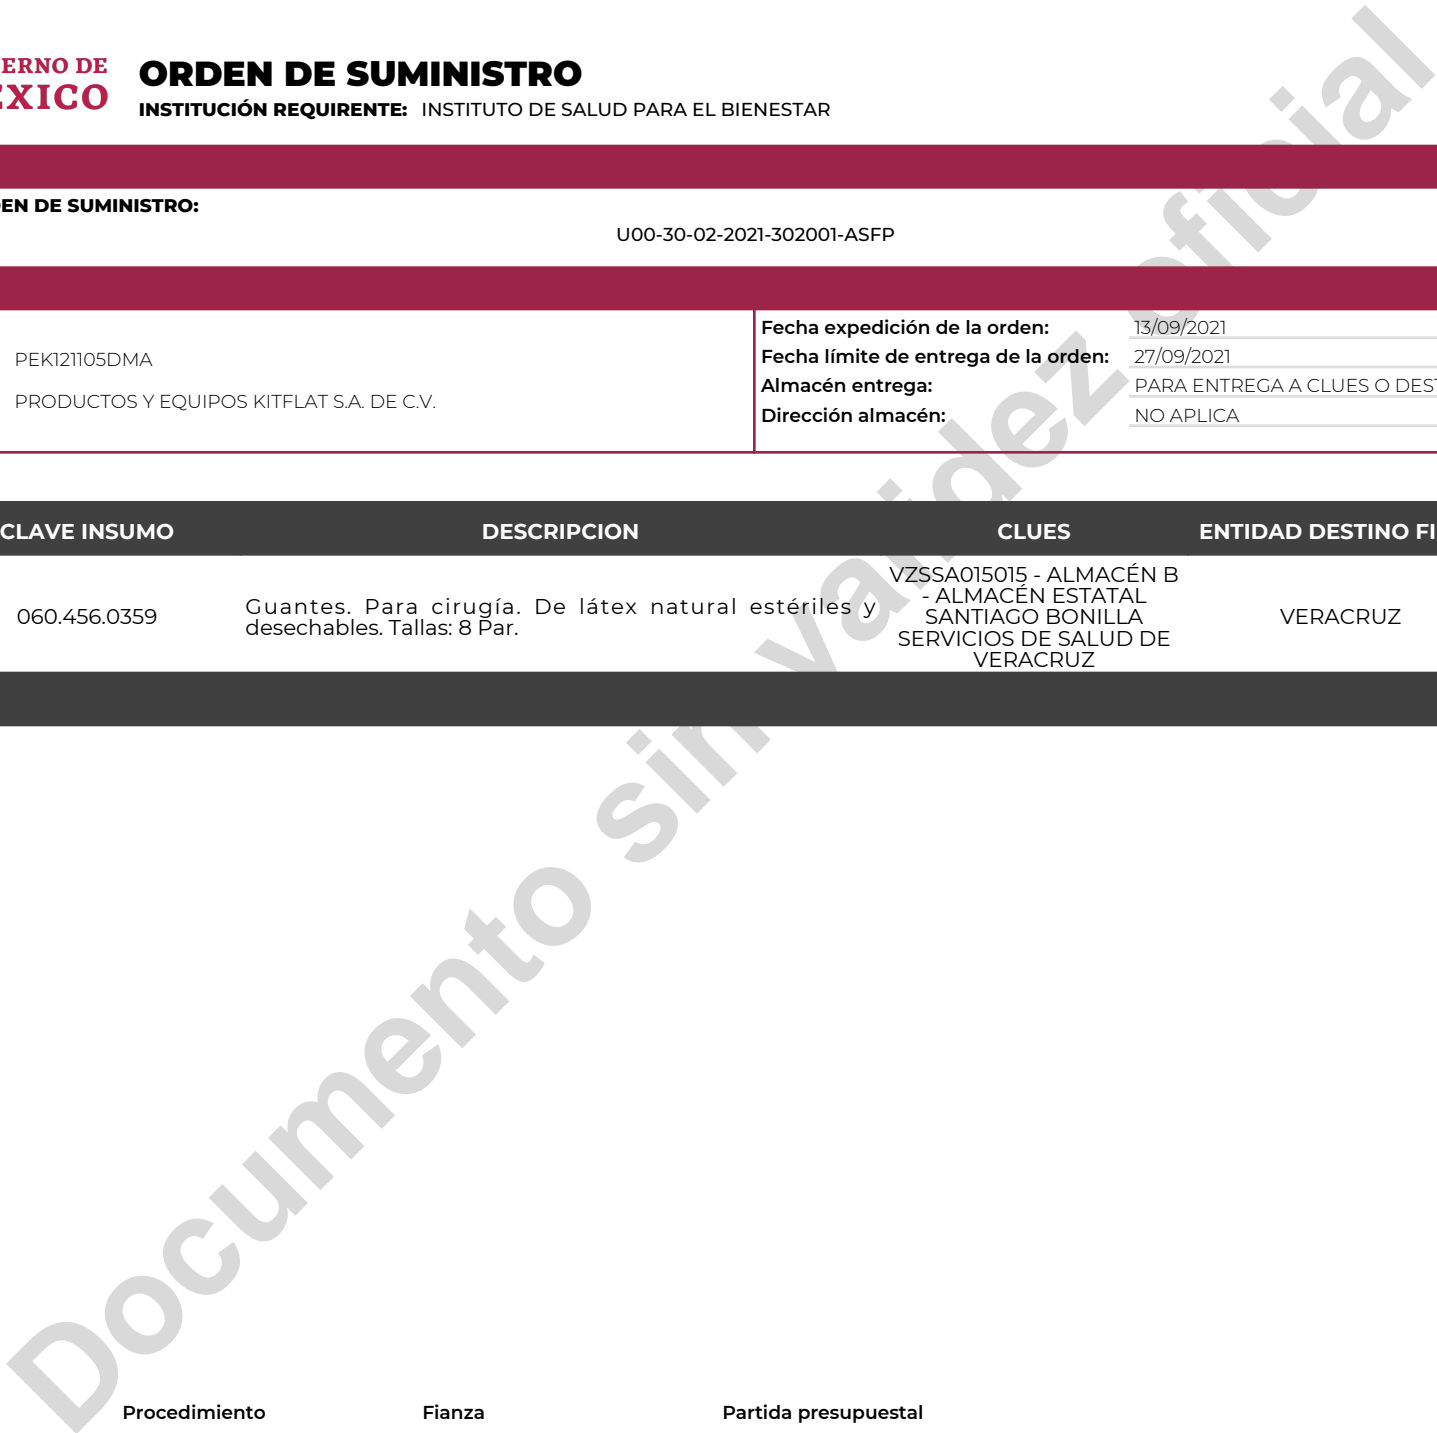 ERNO DE
EXICO
ORDEN DE SUMINISTRO
INSTITUCIÓN REQUIRENTE: INSTITUTO DE SALUD PARA EL BIENESTAR
EN DE SUMINISTRO:
U00-30-02-2021-302001-ASFP
PEK121105DMA
PRODUCTOS Y EQUIPOS KITFLAT S.A. DE C.V.
Fecha expedición de la orden: 13/09/2021
Fecha límite de entrega de la orden: 27/09/2021
Almacén entrega: PARA ENTREGA A CLUES O DEST
Dirección almacén: NO APLICA
CLAVE INSUMO DESCRIPCION CLUES ENTIDAD DESTINO FI
060.456.0359
Guantes. Para cirugía. De látex natural estériles y
desechables. Tallas: 8 Par.
VZSSA015015 - ALMACÉN B
- ALMACÉN ESTATAL
SANTIAGO BONILLA
SERVICIOS DE SALUD DE
VERACRUZ
VERACRUZ
Documento sin validez oficial
Procedimiento Fianza Partida presupuestal